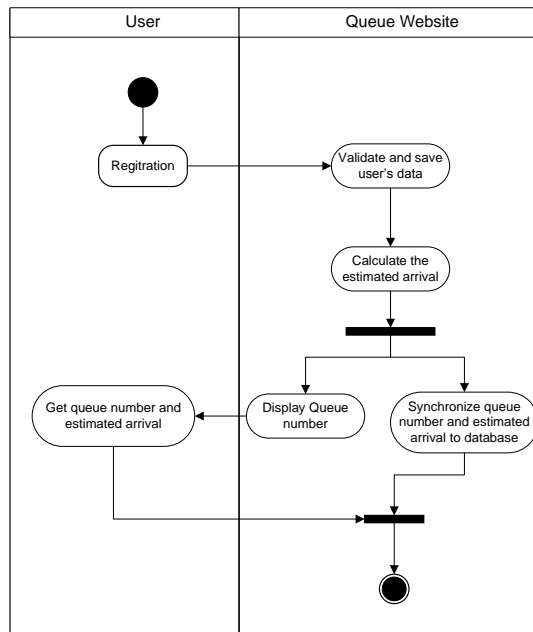 User
Queue Website
Regitration
Validate and save
user's data
Calculate the
estimated arrival
Get queue number and
estimated arrival
Display Queue
number
Synchronize queue
number and estimated
arrival to database